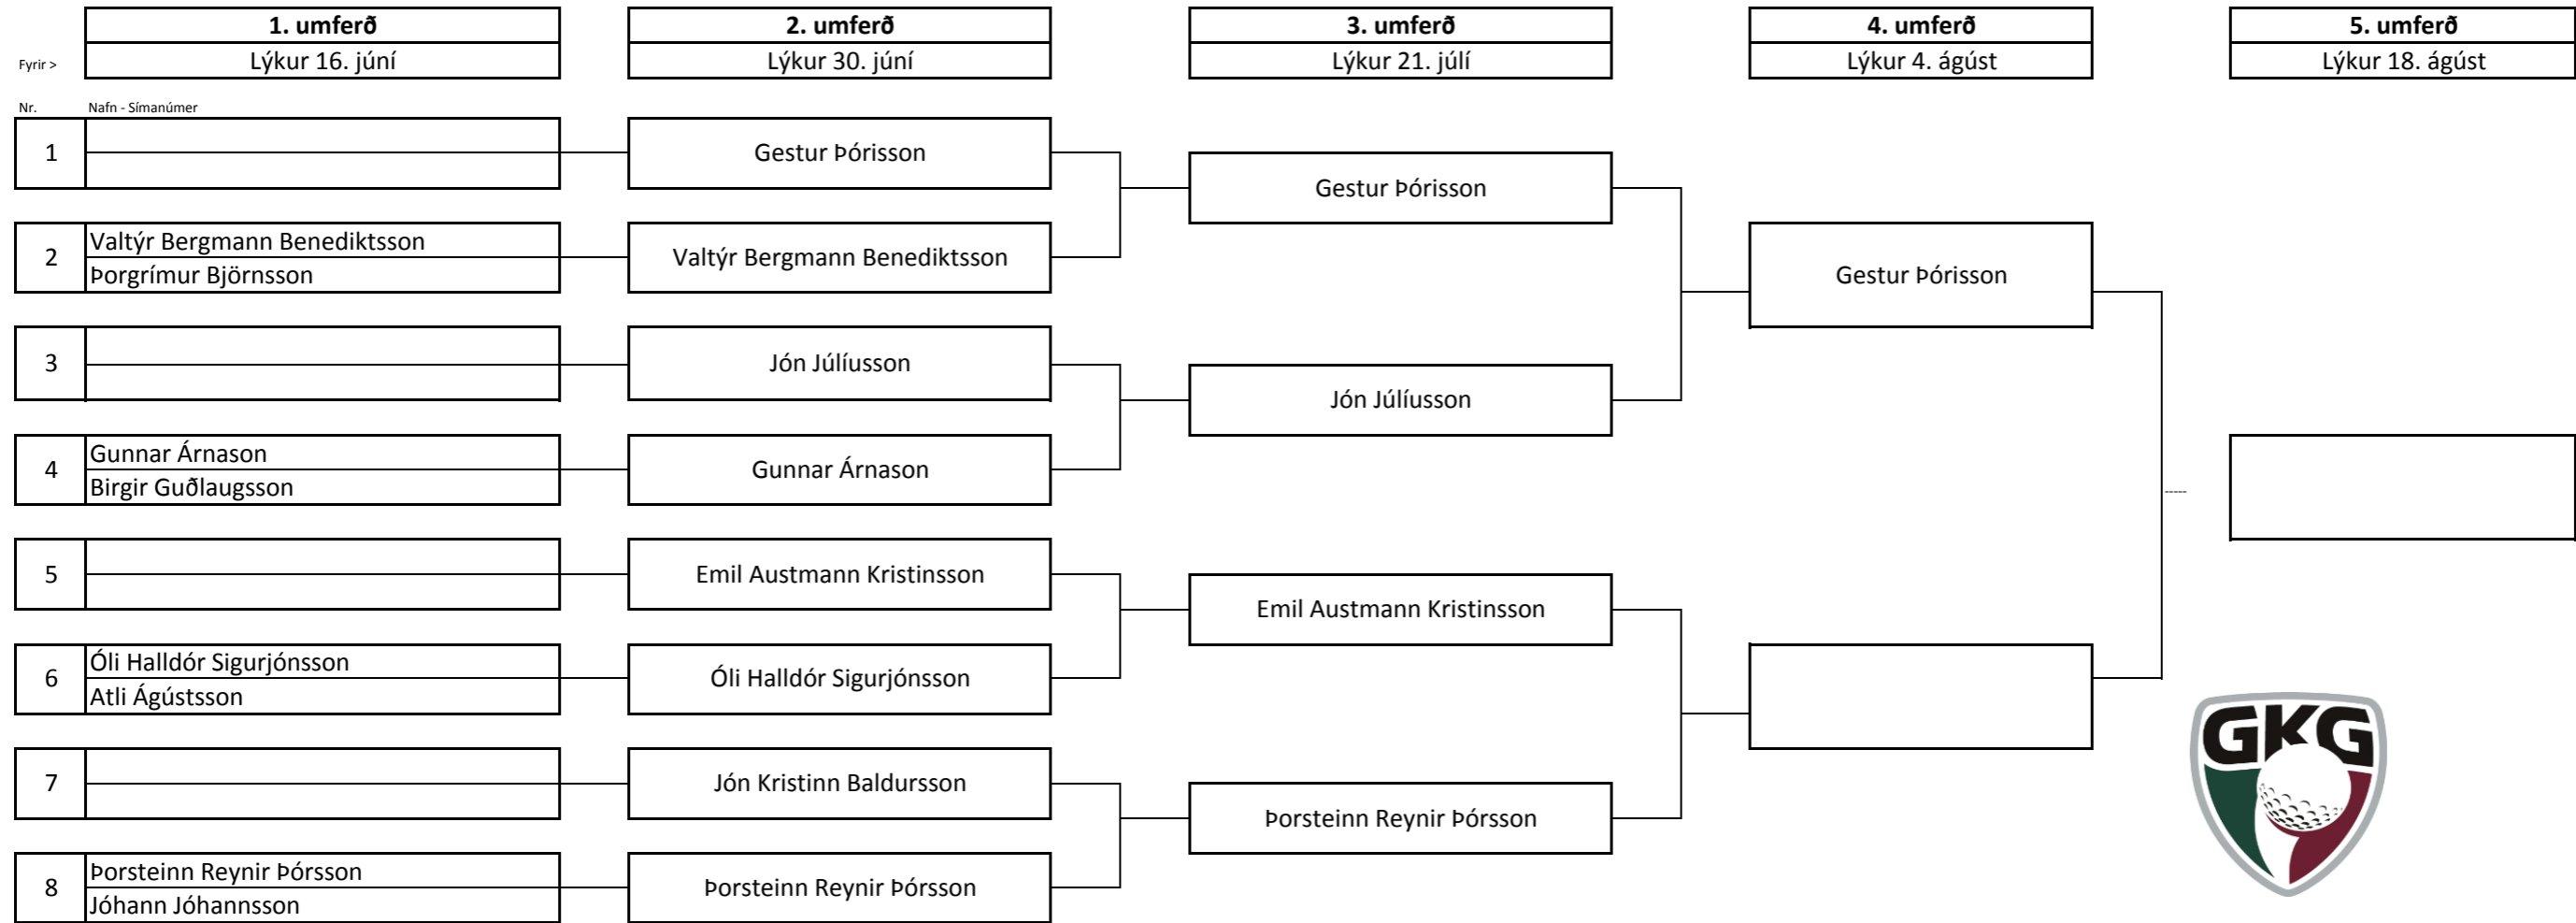 1. umferð
2. umferð
3. umferð
4. umferð
5. umferð
Fyrir >
Lýkur 16. júní
Lýkur 30. júní
Lýkur 21. júlí
Lýkur 4. ágúst
Lýkur 18. ágúst
Nr.
Nafn - Símanúmer
1
Gestur Þórisson
Gestur Þórisson
2
Valtýr Bergmann Benediktsson
Þorgrímur Björnsson
Valtýr Bergmann Benediktsson
Gestur Þórisson
3
Jón Júlíusson
Jón Júlíusson
4
Gunnar Árnason
Birgir Guðlaugsson
Gunnar Árnason
-----
5
Emil Austmann Kristinsson
Emil Austmann Kristinsson
6
Óli Halldór Sigurjónsson
Atli Ágústsson
Óli Halldór Sigurjónsson
7
Jón Kristinn Baldursson
Þorsteinn Reynir Þórsson
8
Þorsteinn Reynir Þórsson
Jóhann Jóhannsson
Þorsteinn Reynir Þórsson
GKG